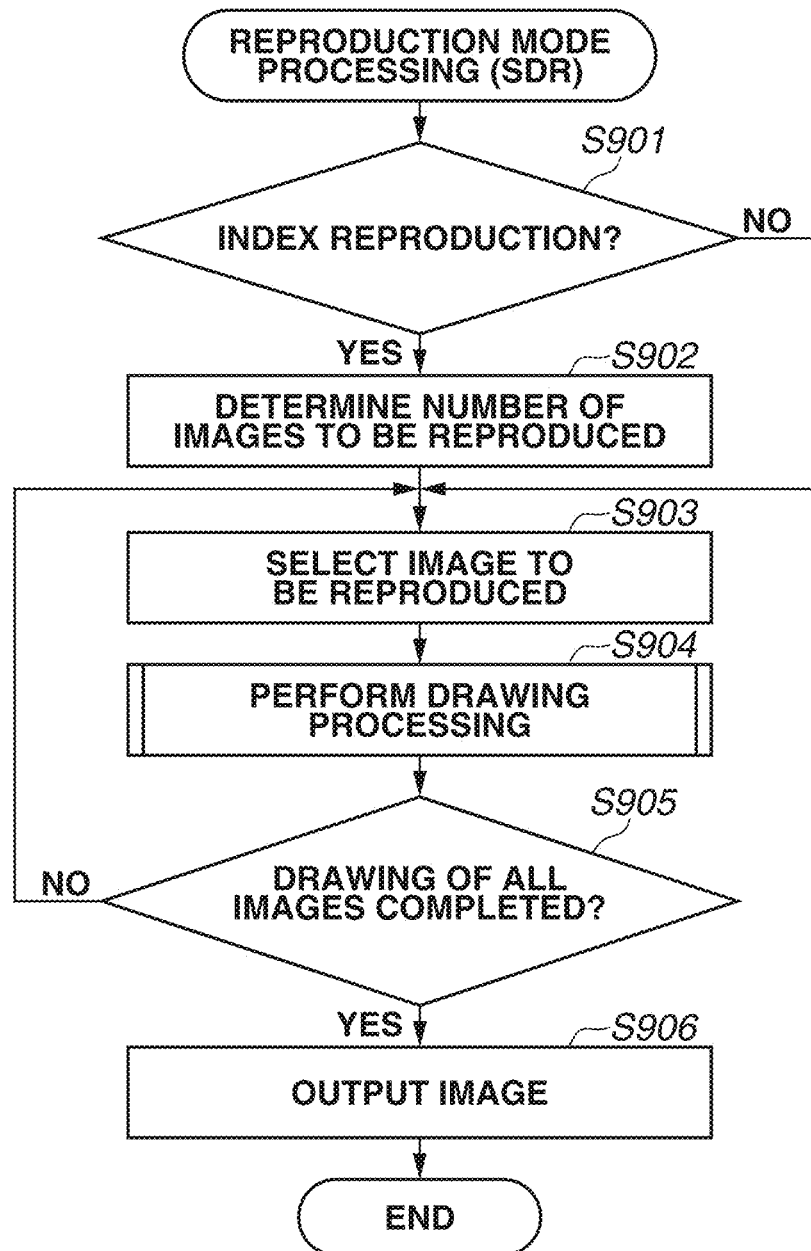 REPRODUCTION MODE
PROCESSING (SDR)
S901
INDEX REPRODUCTION?
NO
YES
S902
DETERMINE NUMBER OF
IMAGES TO BE REPRODUCED
S903
SELECT IMAGE TO
BE REPRODUCED
S904
PERFORM DRAWING
PROCESSING
S905
DRAWING OF ALL
IMAGES COMPLETED?
NO
YES
S906
OUTPUT IMAGE
END